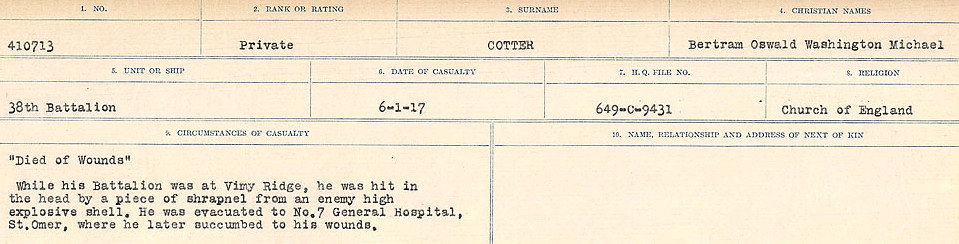 1. NO. 2. RANK OR RATING 3. SURNAME 4. CHRISTIAN NAMES
410713 Private COTTER Bertram Oswald Washington Michael
5. UNIT OR SHIP 6. DATE OF CASUALTY 7. H.Q. FILE NO. 8. RELIGION
38th Battalion 6-1-17 649-C-9431 Church of England
9. CIRCUMSTANCES OF CASUALTY 10. NAME, RELATIONSHIP AND ADDRESS OF NEXT OF KIN
"Died of Wounds"
While his Battalion was at Vimy Ridge, he was hit in
the head by a piece of shrapnel from an enemy high
explosive shell. He was evacuated to No.7 General Hospital,
St.Omer, where he later succumbed to his wounds.